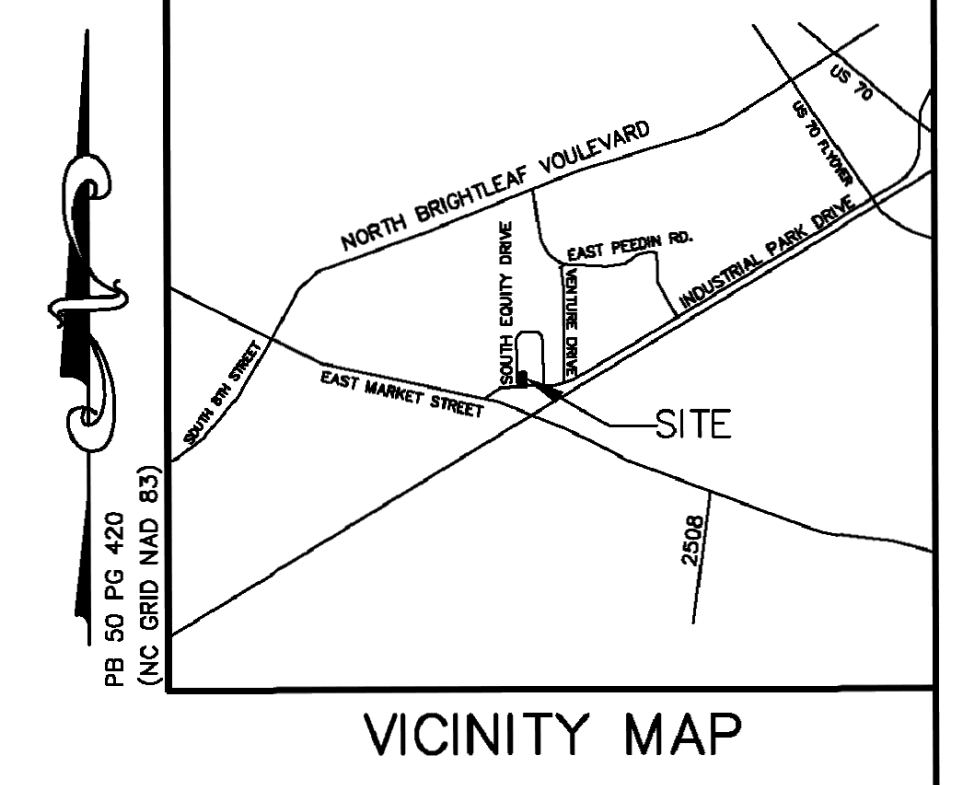 US 70
US 70 FLYOVER
NORTH BRIGHTLEAF VOULEVARD
EAST PEEDIN RD.
INDUSTRIAL PARK DRIVE
SOUTH EQUITY DRIVE
VENTURE DRIVE
SOUTH 8TH STREET
EAST MARKET STREET
SITE
2508
PB 50 PG 420
(NC GRID NAD 83)
VICINITY MAP